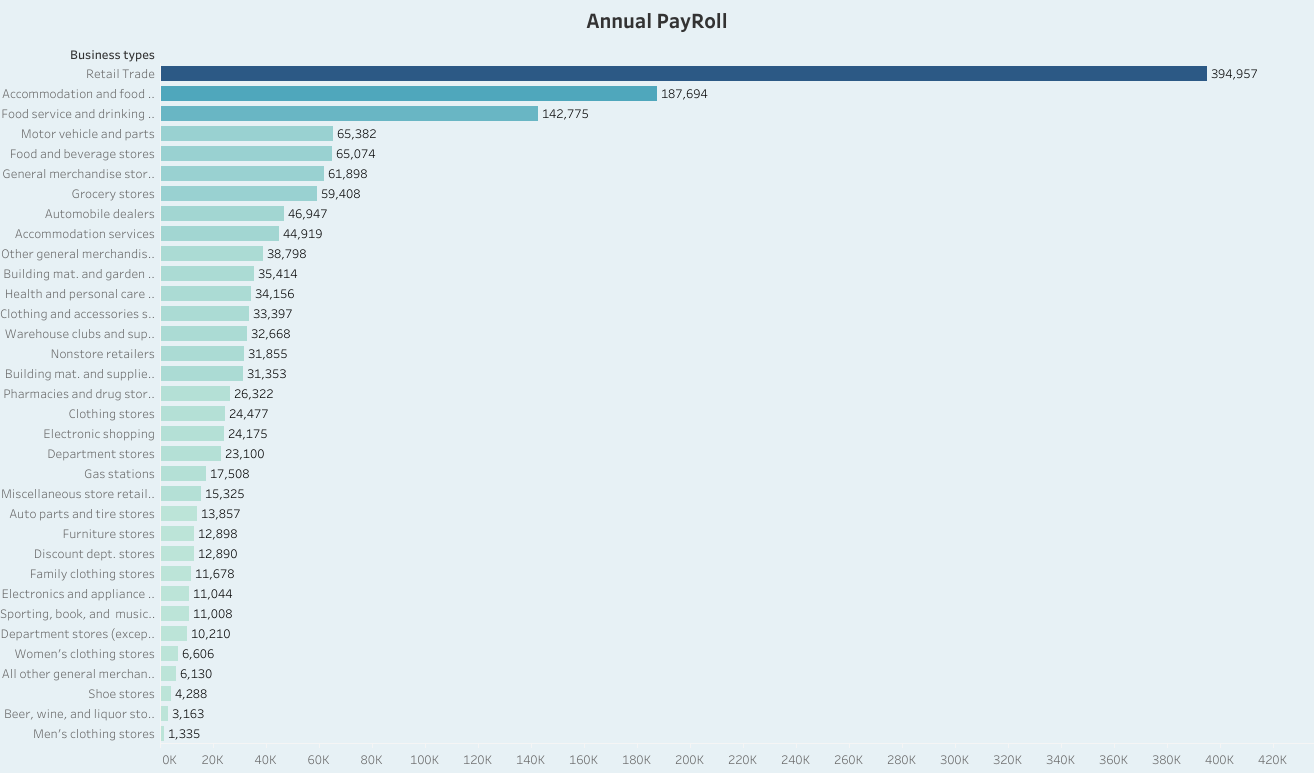 Annual PayRoll
Business types
Retail Trade 394,957
Accommodation and food .. 187,694
Food service and drinking .. 142,775
Motor vehicle and parts 65,382
Food and beverage stores 65,074
General merchandise stor.. 61,898
Grocery stores 59,408
Automobile dealers 46,947
Accommodation services 44,919
Other general merchandis.. 38,798
Building mat. and garden .. 35,414
Health and personal care .. 34,156
Clothing and accessories s.. 33,397
Warehouse clubs and sup.. 32,668
Nonstore retailers 31,855
Building mat. and supplie.. 31,353
Pharmacies and drug stor.. 26,322
Clothing stores 24,477
Electronic shopping 24,175
Department stores 23,100
Gas stations 17,508
Miscellaneous store retail.. 15,325
Auto parts and tire stores 13,857
Furniture stores 12,898
Discount dept. stores 12,890
Family clothing stores 11,678
Electronics and appliance .. 11,044
Sporting, book, and  music.. 11,008
Department stores (excep.. 10,210
Women's clothing stores 6,606
All other general merchan.. 6,130
Shoe stores 4,288
Beer, wine, and liquor sto.. 3,163
Men's clothing stores 1,335
0K 20K 40K 60K 80K 100K 120K 140K 160K 180K 200K 220K 240K 260K 280K 300K 320K 340K 360K 380K 400K 420K